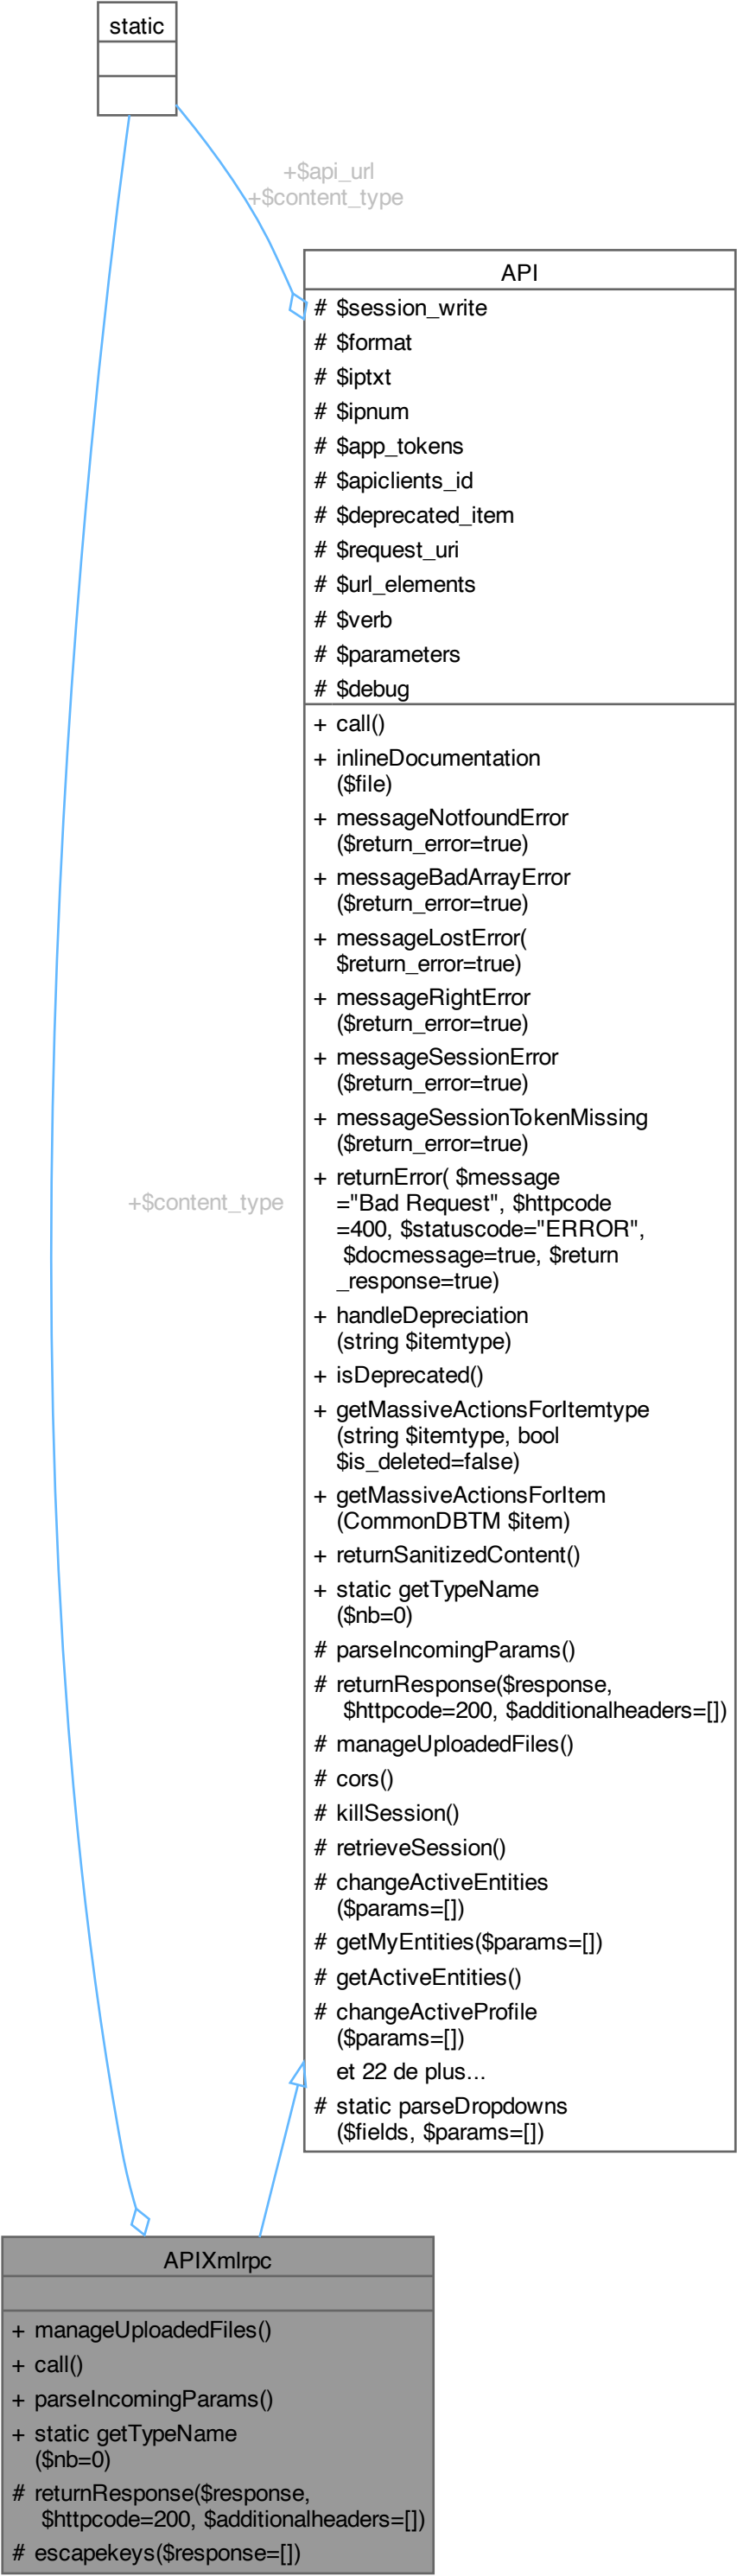 static
+$api_url
+$content_type
API
# $session_write
# $format
# $iptxt
# $ipnum
# $app_tokens
# $apiclients_id
# $deprecated_item
# $request_uri
# $url_elements
# $verb
# $parameters
# $debug
+ call()
+ inlineDocumentation
($file)
+ messageNotfoundError
($return_error=true)
+ messageBadArrayError
($return_error=true)
+ messageLostError(
$return_error=true)
+ messageRightError
($return_error=true)
+ messageSessionError
($return_error=true)
+ messageSessionTokenMissing
($return_error=true)
+ returnError( $message
="Bad Request", $httpcode
=400, $statuscode="ERROR",
$docmessage=true, $return
_response=true)
+ handleDepreciation
(string $itemtype)
+ isDeprecated()
+ getMassiveActionsForItemtype
(string $itemtype, bool
$is_deleted=false)
+ getMassiveActionsForItem
(CommonDBTM $item)
+ returnSanitizedContent()
+ static getTypeName
($nb=0)
# parseIncomingParams()
# returnResponse($response,
$httpcode=200, $additionalheaders=[])
# manageUploadedFiles()
# cors()
# killSession()
# retrieveSession()
# changeActiveEntities
($params=[])
# getMyEntities($params=[])
# getActiveEntities()
# changeActiveProfile
($params=[])
et 22 de plus...
# static parseDropdowns
($fields, $params=[])
+$content_type
APIXmlrpc
+ manageUploadedFiles()
+ call()
+ parseIncomingParams()
+ static getTypeName
($nb=0)
# returnResponse($response,
$httpcode=200, $additionalheaders=[])
# escapekeys($response=[])